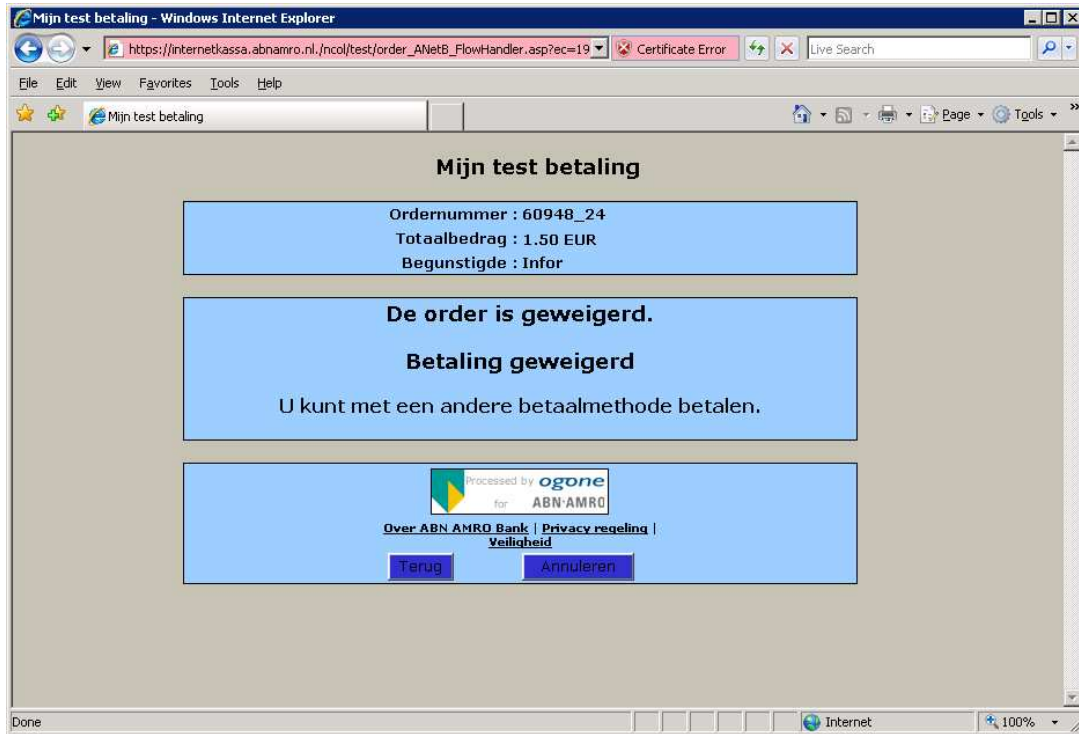 Mijn test betaling - Windows Internet Explorer
https://internetkassa.abnamro.nl./ncol/test/order_ANetB_FlowHandler.asp?ec=19 Certificate Error Live Search
File Edit View Favorites Tools Help
Mijn test betaling Page Tools »
Mijn test betaling
Ordernummer : 60948_24
Totaalbedrag : 1.50 EUR
Begunstigde : Infor
De order is geweigerd.
Betaling geweigerd
U kunt met een andere betaalmethode betalen.
Processed by ogone
for ABN·AMRO
Over ABN AMRO Bank | Privacy regeling |
Veiligheid
Terug Annuleren
Done Internet 100%